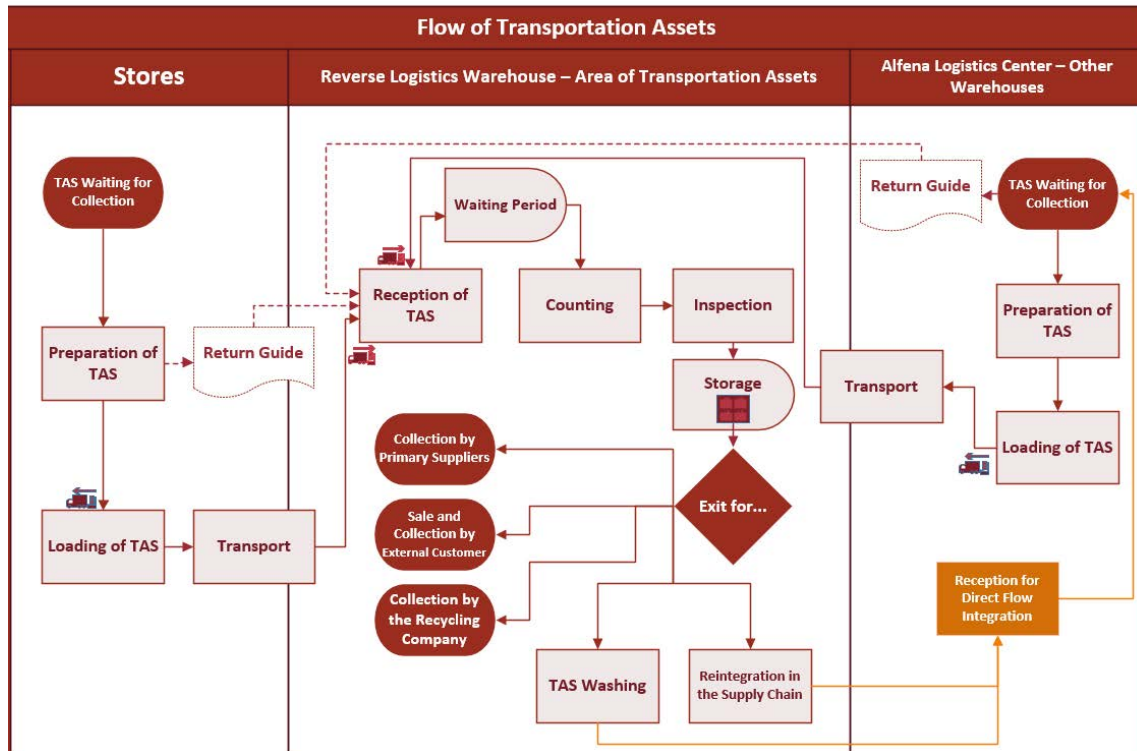 Flow of Transportation Assets
Stores
Reverse Logistics Warehouse – Area of Transportation Assets
Alfena Logistics Center – Other
Warehouses
TAS Waiting for
Collection
Preparation of
TAS
Return Guide
Loading of TAS
Transport
Waiting Period
Reception of
TAS
Counting
Inspection
Storage
Exit for...
Collection by
Primary Suppliers
Sale and
Collection by
External Customer
Collection by
the Recycling
Company
TAS Washing
Reintegration in
the Supply Chain
Return Guide
TAS Waiting for
Collection
Preparation of
TAS
Loading of TAS
Transport
Reception for
Direct Flow
Integration